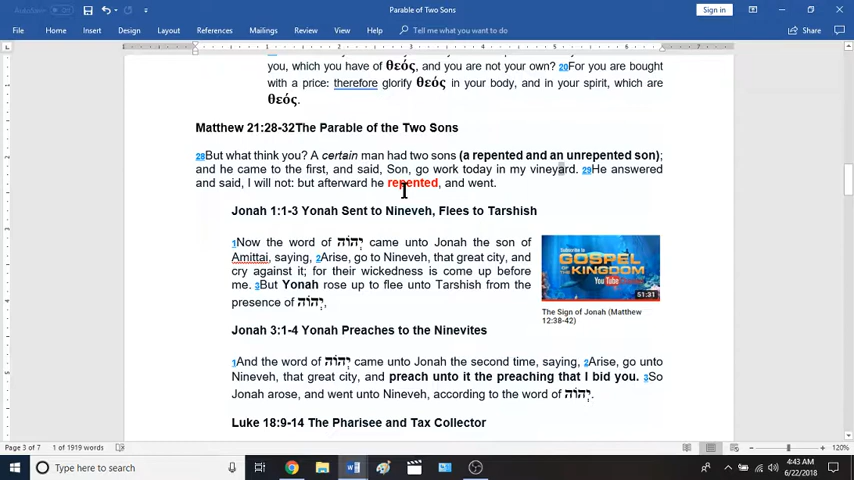 AutoSave
Parable of Two Sons
Sign in
File Home Insert Design Layout References Mailings Review View Help Tell me what you want to do Share
you, which you have of θεός, and you are not your own? 20For you are bought
with a price: therefore glorify θεός in your body, and in your spirit, which are
θεός.
Matthew 21:28-32The Parable of the Two Sons
28But what think you? A certain man had two sons (a repented and an unrepented son);
and he came to the first, and said, Son, go work today in my vineyard. 29He answered
and said, I will not: but afterward he repented, and went.
Jonah 1:1-3 Yonah Sent to Nineveh, Flees to Tarshish
1Now the word of יְהוֹה came unto Jonah the son of
Amittai, saying, 2Arise, go to Nineveh, that great city, and
cry against it; for their wickedness is come up before
me. 3But Yonah rose up to flee unto Tarshish from the
presence of יְהוֹה,
Subscribe to
GOSPEL
OF THE
KINGDOM
YouTube
51:31
The Sign of Jonah (Matthew
12:38-42)
Jonah 3:1-4 Yonah Preaches to the Ninevites
1And the word of יְהוֹה came unto Jonah the second time, saying, 2Arise, go unto
Nineveh, that great city, and preach unto it the preaching that I bid you. 3So
Jonah arose, and went unto Nineveh, according to the word of יְהוֹה.
Luke 18:9-14 The Pharisee and Tax Collector
Page 3 of 7 1 of 1919 words 120%
Type here to search
4:43 AM
6/22/2018